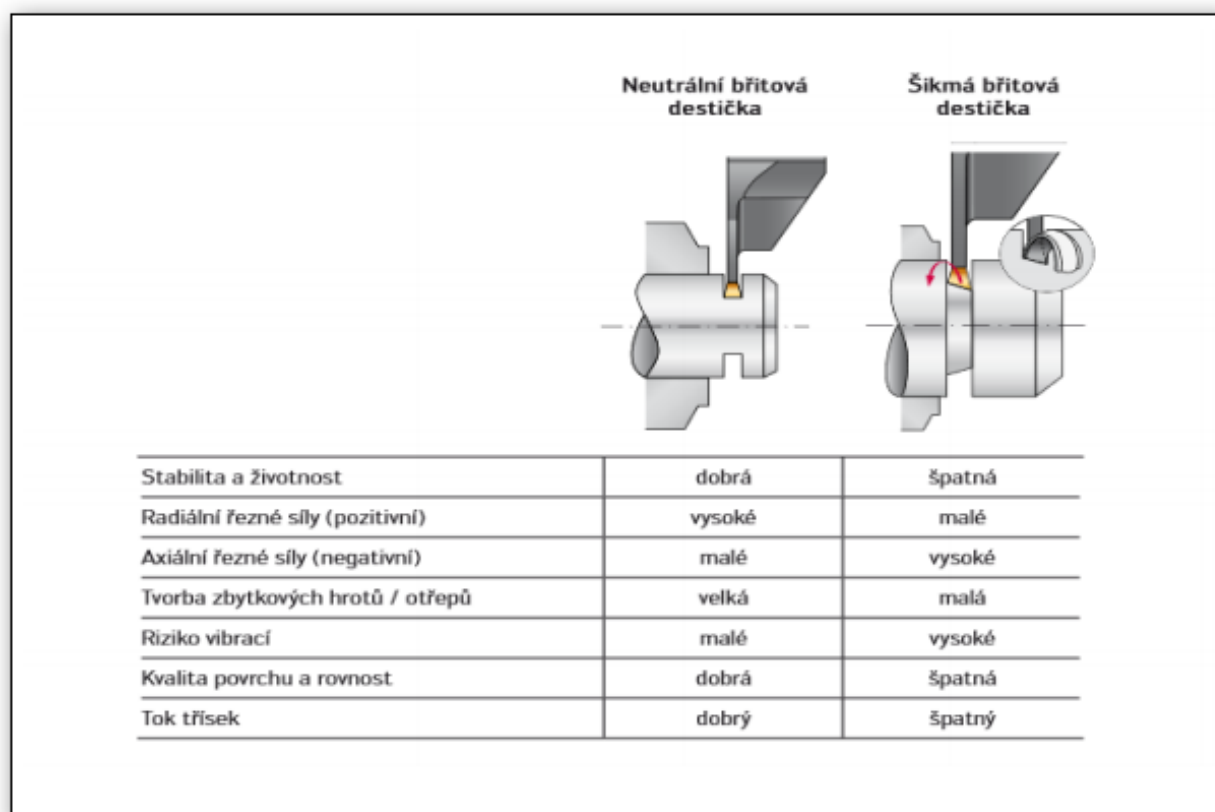 Neutrální břitová
destička
Šikmá břitová
destička
Stabilita a životnost dobrá špatná
Radiální řezné síly (pozitivní) vysoké malé
Axiální řezné síly (negativní) malé vysoké
Tvorba zbytkových hrotů / otřepů velká malá
Riziko vibrací malé vysoké
Kvalita povrchu a rovnost dobrá špatná
Tok třísek dobrý špatný